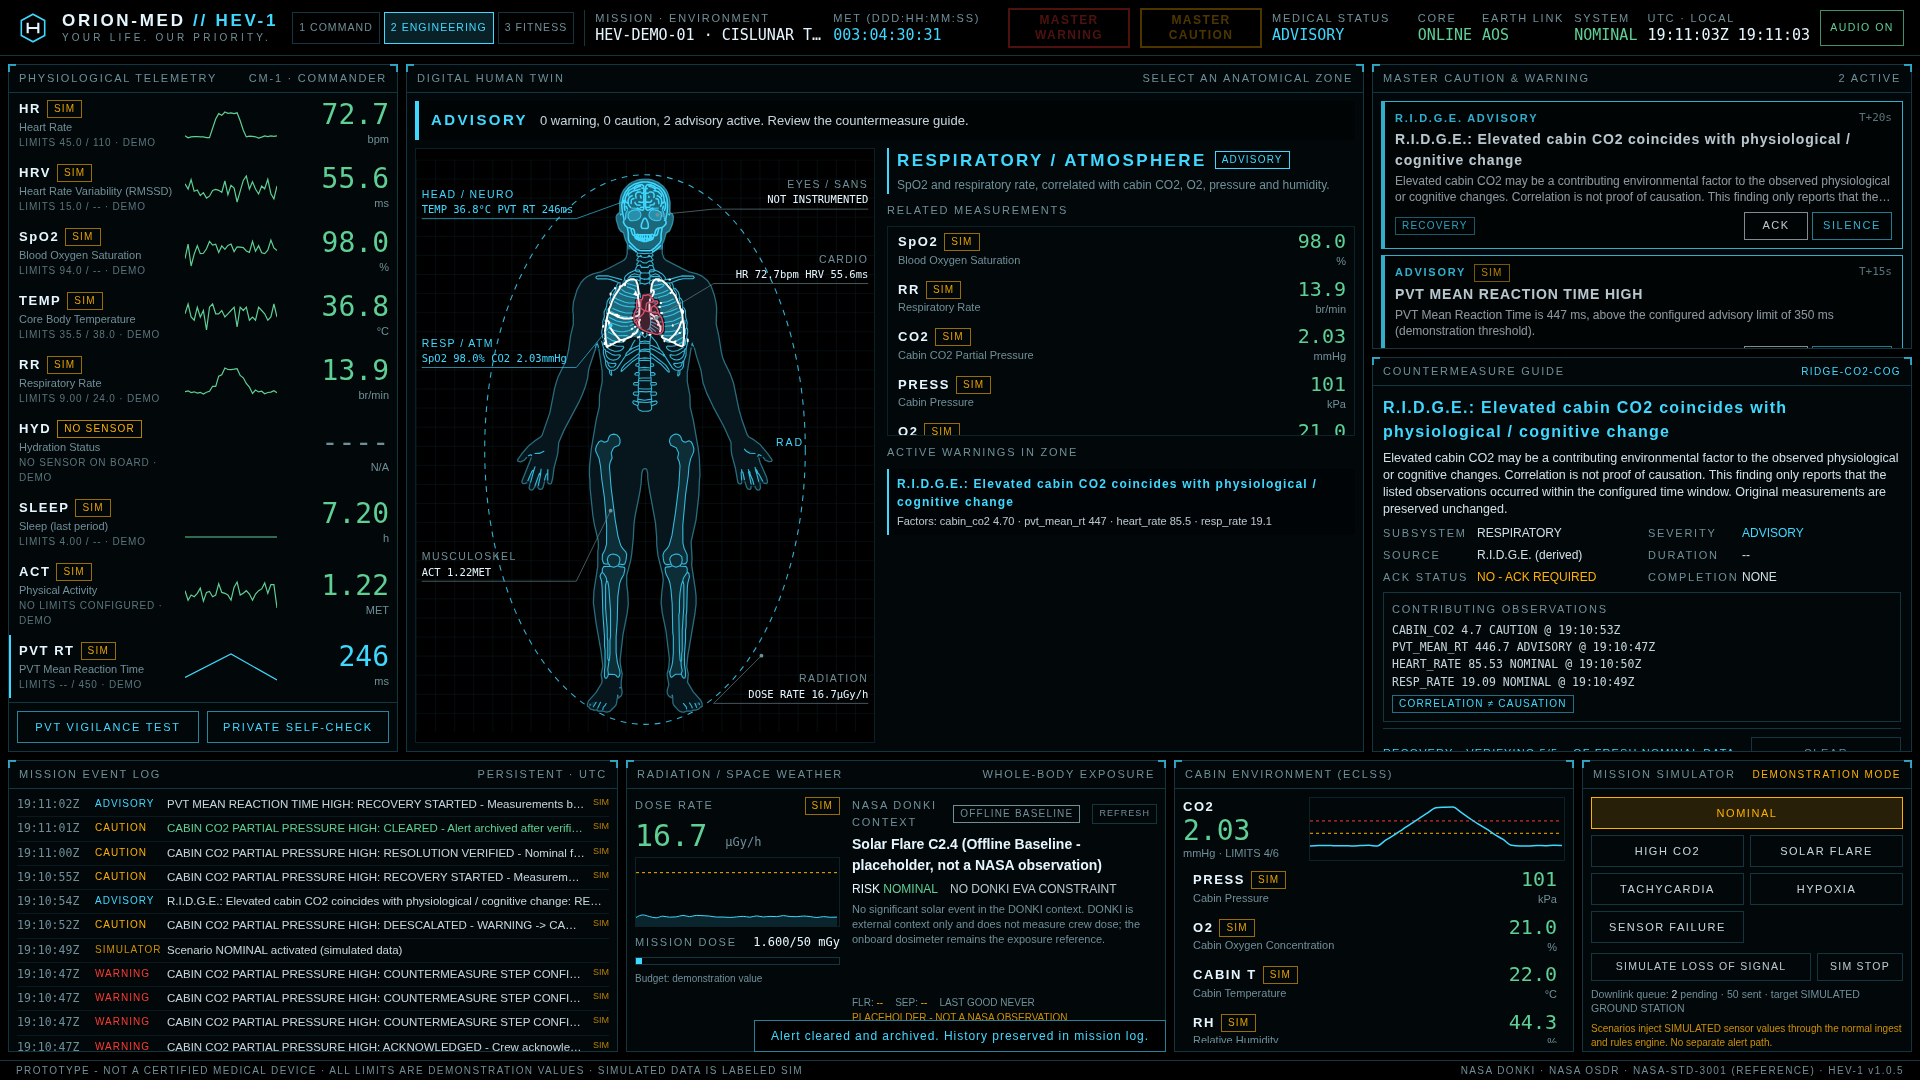 ORION-MED // HEV-1
YOUR LIFE. OUR PRIORITY.
1 COMMAND
2 ENGINEERING
3 FITNESS
MISSION · ENVIRONMENT
HEV-DEMO-01 · CISLUNAR T…
MET (DDD:HH:MM:SS)
003:04:30:31
MASTER WARNING
MASTER CAUTION
MEDICAL STATUS
ADVISORY
CORE
ONLINE
EARTH LINK
AOS
SYSTEM
NOMINAL
UTC · LOCAL
19:11:03Z 19:11:03
AUDIO ON
PHYSIOLOGICAL TELEMETRY
CM-1 · COMMANDER
HR SIM
Heart Rate
LIMITS 45.0 / 110 · DEMO
72.7
bpm
HRV SIM
Heart Rate Variability (RMSSD)
LIMITS 15.0 / -- · DEMO
55.6
ms
SpO2 SIM
Blood Oxygen Saturation
LIMITS 94.0 / -- · DEMO
98.0
%
TEMP SIM
Core Body Temperature
LIMITS 35.5 / 38.0 · DEMO
36.8
°C
RR SIM
Respiratory Rate
LIMITS 9.00 / 24.0 · DEMO
13.9
br/min
HYD NO SENSOR
Hydration Status
NO SENSOR ON BOARD · DEMO
----
N/A
SLEEP SIM
Sleep (last period)
LIMITS 4.00 / -- · DEMO
7.20
h
ACT SIM
Physical Activity
NO LIMITS CONFIGURED · DEMO
1.22
MET
PVT RT SIM
PVT Mean Reaction Time
LIMITS -- / 450 · DEMO
246
ms
PVT VIGILANCE TEST
PRIVATE SELF-CHECK
DIGITAL HUMAN TWIN
SELECT AN ANATOMICAL ZONE
ADVISORY 0 warning, 0 caution, 2 advisory active. Review the countermeasure guide.
HEAD / NEURO
TEMP 36.8°C PVT RT 246ms
EYES / SANS
NOT INSTRUMENTED
CARDIO
HR 72.7bpm HRV 55.6ms
RESP / ATM
SpO2 98.0% CO2 2.03mmHg
RAD
MUSCULOSKEL
ACT 1.22MET
RADIATION
DOSE RATE 16.7µGy/h
RESPIRATORY / ATMOSPHERE ADVISORY
SpO2 and respiratory rate, correlated with cabin CO2, O2, pressure and humidity.
RELATED MEASUREMENTS
SpO2 SIM
Blood Oxygen Saturation
98.0
%
RR SIM
Respiratory Rate
13.9
br/min
CO2 SIM
Cabin CO2 Partial Pressure
2.03
mmHg
PRESS SIM
Cabin Pressure
101
kPa
O2 SIM
21.0
ACTIVE WARNINGS IN ZONE
R.I.D.G.E.: Elevated cabin CO2 coincides with physiological /
cognitive change
Factors: cabin_co2 4.70 · pvt_mean_rt 447 · heart_rate 85.5 · resp_rate 19.1
MASTER CAUTION & WARNING
2 ACTIVE
R.I.D.G.E. ADVISORY
T+20s
R.I.D.G.E.: Elevated cabin CO2 coincides with physiological /
cognitive change
Elevated cabin CO2 may be a contributing environmental factor to the observed physiological
or cognitive changes. Correlation is not proof of causation. This finding only reports that the…
RECOVERY
ACK
SILENCE
ADVISORY SIM
T+15s
PVT MEAN REACTION TIME HIGH
PVT Mean Reaction Time is 447 ms, above the configured advisory limit of 350 ms
(demonstration threshold).
COUNTERMEASURE GUIDE
RIDGE-CO2-COG
R.I.D.G.E.: Elevated cabin CO2 coincides with
physiological / cognitive change
Elevated cabin CO2 may be a contributing environmental factor to the observed physiological
or cognitive changes. Correlation is not proof of causation. This finding only reports that the
listed observations occurred within the configured time window. Original measurements are
preserved unchanged.
SUBSYSTEM RESPIRATORY
SEVERITY ADVISORY
SOURCE R.I.D.G.E. (derived)
DURATION --
ACK STATUS NO - ACK REQUIRED
COMPLETION NONE
CONTRIBUTING OBSERVATIONS
CABIN_CO2 4.7 CAUTION @ 19:10:53Z
PVT_MEAN_RT 446.7 ADVISORY @ 19:10:47Z
HEART_RATE 85.53 NOMINAL @ 19:10:50Z
RESP_RATE 19.09 NOMINAL @ 19:10:49Z
CORRELATION ≠ CAUSATION
MISSION EVENT LOG
PERSISTENT · UTC
19:11:02Z ADVISORY PVT MEAN REACTION TIME HIGH: RECOVERY STARTED - Measurements b… SIM
19:11:01Z CAUTION CABIN CO2 PARTIAL PRESSURE HIGH: CLEARED - Alert archived after verifi… SIM
19:11:00Z CAUTION CABIN CO2 PARTIAL PRESSURE HIGH: RESOLUTION VERIFIED - Nominal f… SIM
19:10:55Z CAUTION CABIN CO2 PARTIAL PRESSURE HIGH: RECOVERY STARTED - Measurem… SIM
19:10:54Z ADVISORY R.I.D.G.E.: Elevated cabin CO2 coincides with physiological / cognitive change: RE…
19:10:52Z CAUTION CABIN CO2 PARTIAL PRESSURE HIGH: DEESCALATED - WARNING -> CA… SIM
19:10:49Z SIMULATOR Scenario NOMINAL activated (simulated data)
19:10:47Z WARNING CABIN CO2 PARTIAL PRESSURE HIGH: COUNTERMEASURE STEP CONFI… SIM
19:10:47Z WARNING CABIN CO2 PARTIAL PRESSURE HIGH: COUNTERMEASURE STEP CONFI… SIM
19:10:47Z WARNING CABIN CO2 PARTIAL PRESSURE HIGH: COUNTERMEASURE STEP CONFI… SIM
19:10:47Z WARNING CABIN CO2 PARTIAL PRESSURE HIGH: ACKNOWLEDGED - Crew acknowle… SIM
RADIATION / SPACE WEATHER
WHOLE-BODY EXPOSURE
DOSE RATE SIM
16.7 µGy/h
MISSION DOSE 1.600/50 mGy
Budget: demonstration value
NASA DONKI CONTEXT
OFFLINE BASELINE
REFRESH
Solar Flare C2.4 (Offline Baseline -
placeholder, not a NASA observation)
RISK NOMINAL NO DONKI EVA CONSTRAINT
No significant solar event in the DONKI context. DONKI is
external context only and does not measure crew dose; the
onboard dosimeter remains the exposure reference.
FLR: -- SEP: -- LAST GOOD NEVER
PLACEHOLDER - NOT A NASA OBSERVATION
Alert cleared and archived. History preserved in mission log.
CABIN ENVIRONMENT (ECLSS)
CO2
2.03
mmHg · LIMITS 4/6
PRESS SIM
Cabin Pressure
101
kPa
O2 SIM
Cabin Oxygen Concentration
21.0
%
CABIN T SIM
Cabin Temperature
22.0
°C
RH SIM
Relative Humidity
44.3
%
MISSION SIMULATOR
DEMONSTRATION MODE
NOMINAL
HIGH CO2
SOLAR FLARE
TACHYCARDIA
HYPOXIA
SENSOR FAILURE
SIMULATE LOSS OF SIGNAL
SIM STOP
Downlink queue: 2 pending · 50 sent · target SIMULATED
GROUND STATION
Scenarios inject SIMULATED sensor values through the normal ingest
and rules engine. No separate alert path.
PROTOTYPE - NOT A CERTIFIED MEDICAL DEVICE · ALL LIMITS ARE DEMONSTRATION VALUES · SIMULATED DATA IS LABELED SIM
NASA DONKI · NASA OSDR · NASA-STD-3001 (REFERENCE) · HEV-1 v1.0.5